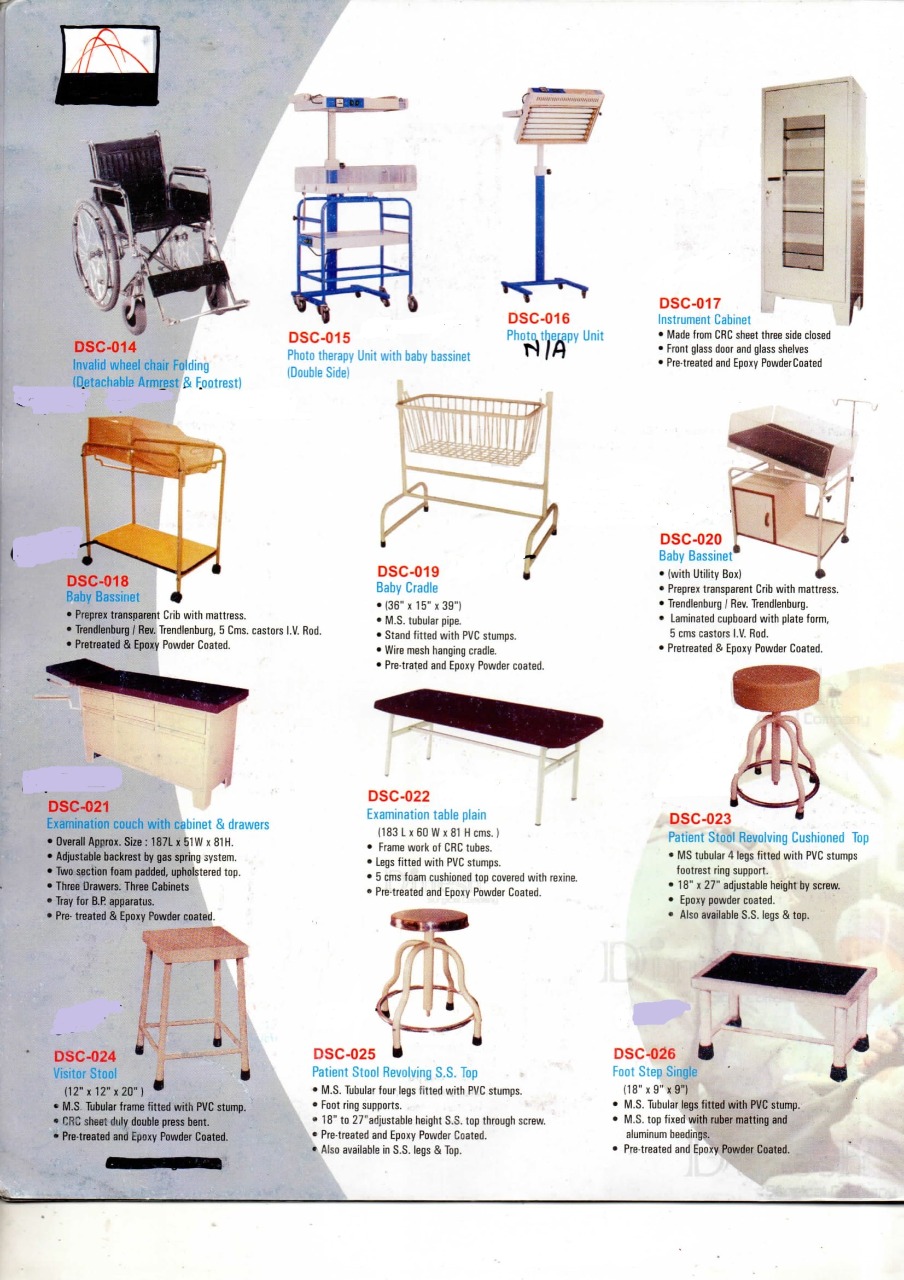 DSC-014
Invalid wheel chair Folding
(Detachable Armrest & Footrest)
DSC-015
Photo therapy Unit with baby bassinet
(Double Side)
DSC-016
Photo therapy Unit
N/A
DSC-017
Instrument Cabinet
• Made from CRC sheet three side closed
• Front glass door and glass shelves
• Pre-treated and Epoxy Powder Coated
DSC-018
Baby Bassinet
• Preprex transparent Crib with mattress.
• Trendlenburg / Rev. Trendlenburg, 5 Cms. castors I.V. Rod.
• Pretreated & Epoxy Powder Coated.
DSC-019
Baby Cradle
• (36" x 15" x 39")
• M.S. tubular pipe.
• Stand fitted with PVC stumps.
• Wire mesh hanging cradle.
• Pre-trated and Epoxy Powder coated.
DSC-020
Baby Bassinet
• (with Utility Box)
• Preprex transparent Crib with mattress.
• Trendlenburg / Rev. Trendlenburg.
• Laminated cupboard with plate form,
5 cms castors I.V. Rod.
• Pretreated & Epoxy Powder Coated.
DSC-021
Examination couch with cabinet & drawers
• Overall Approx. Size : 187L x 51W x 81H.
• Adjustable backrest by gas spring system.
• Two section foam padded, upholstered top.
• Three Drawers. Three Cabinets
• Tray for B.P. apparatus.
• Pre- treated & Epoxy Powder coated.
DSC-022
Examination table plain
(183 L x 60 W x 81 H cms. )
• Frame work of CRC tubes.
• Legs fitted with PVC stumps.
• 5 cms foam cushioned top covered with rexine.
• Pre-treated and Epoxy Powder Coated.
DSC-023
Patient Stool Revolving Cushioned Top
• MS tubular 4 legs fitted with PVC stumps
footrest ring support.
• 18" x 27" adjustable height by screw.
• Epoxy powder coated.
• Also available S.S. legs & top.
DSC-024
Visitor Stool
(12" x 12" x 20" )
• M.S. Tubular frame fitted with PVC stump.
• CRC sheet duly double press bent.
• Pre-treated and Epoxy Powder Coated.
DSC-025
Patient Stool Revolving S.S. Top
• M.S. Tubular four legs fitted with PVC stumps.
• Foot ring supports.
• 18" to 27"adjustable height S.S. top through screw.
• Pre-treated and Epoxy Powder Coated.
• Also available in S.S. legs & Top.
DSC-026
Foot Step Single
(18" x 9" x 9")
• M.S. Tubular legs fitted with PVC stump.
• M.S. top fixed with ruber matting and
aluminum beedings.
• Pre-treated and Epoxy Powder Coated.